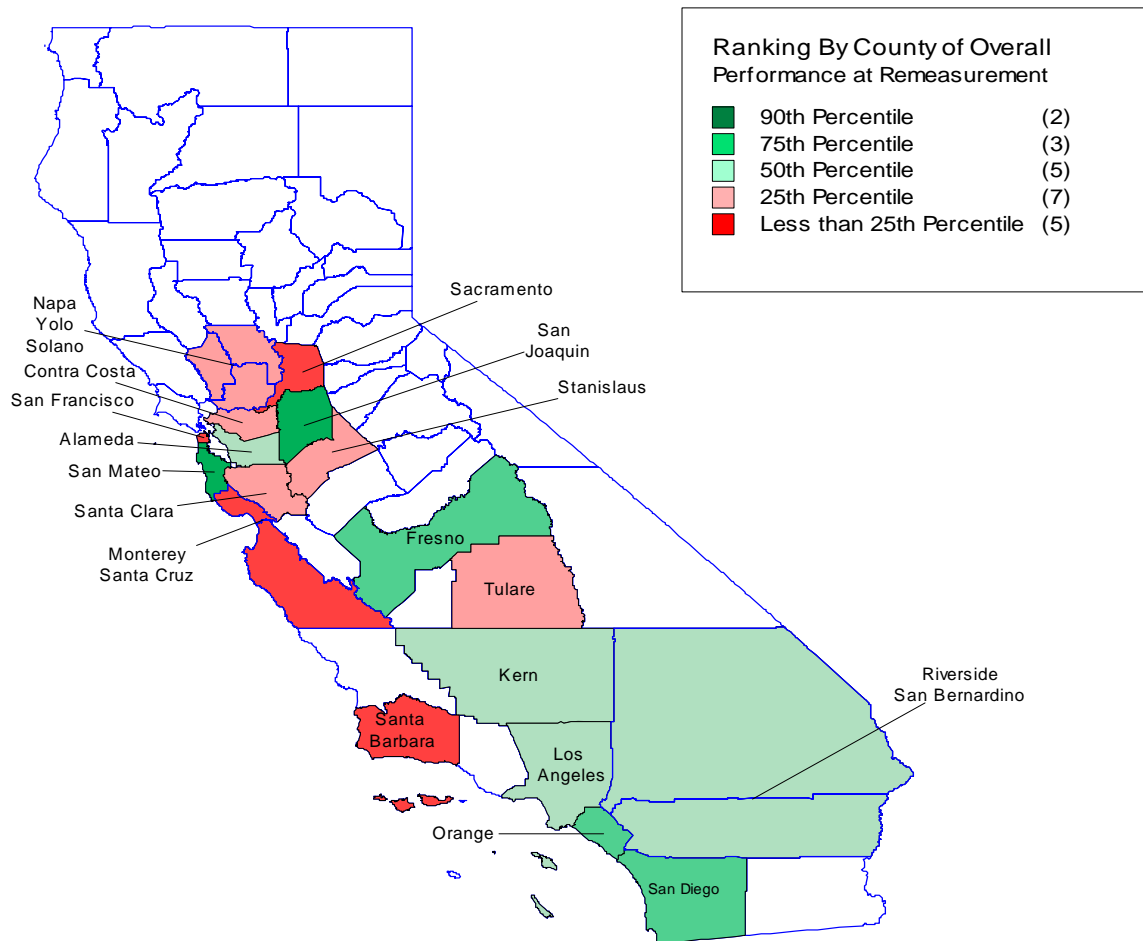 Ranking By County of Overall
Performance at Remeasurement
90th Percentile (2)
75th Percentile (3)
50th Percentile (5)
25th Percentile (7)
Less than 25th Percentile (5)
Napa
Yolo
Solano
Contra Costa
San Francisco
Alameda
San Mateo
Santa Clara
Monterey
Santa Cruz
Sacramento
San
Joaquin
Stanislaus
Fresno
Tulare
Kern
Riverside
San Bernardino
Santa
Barbara
Los
Angeles
Orange
San Diego